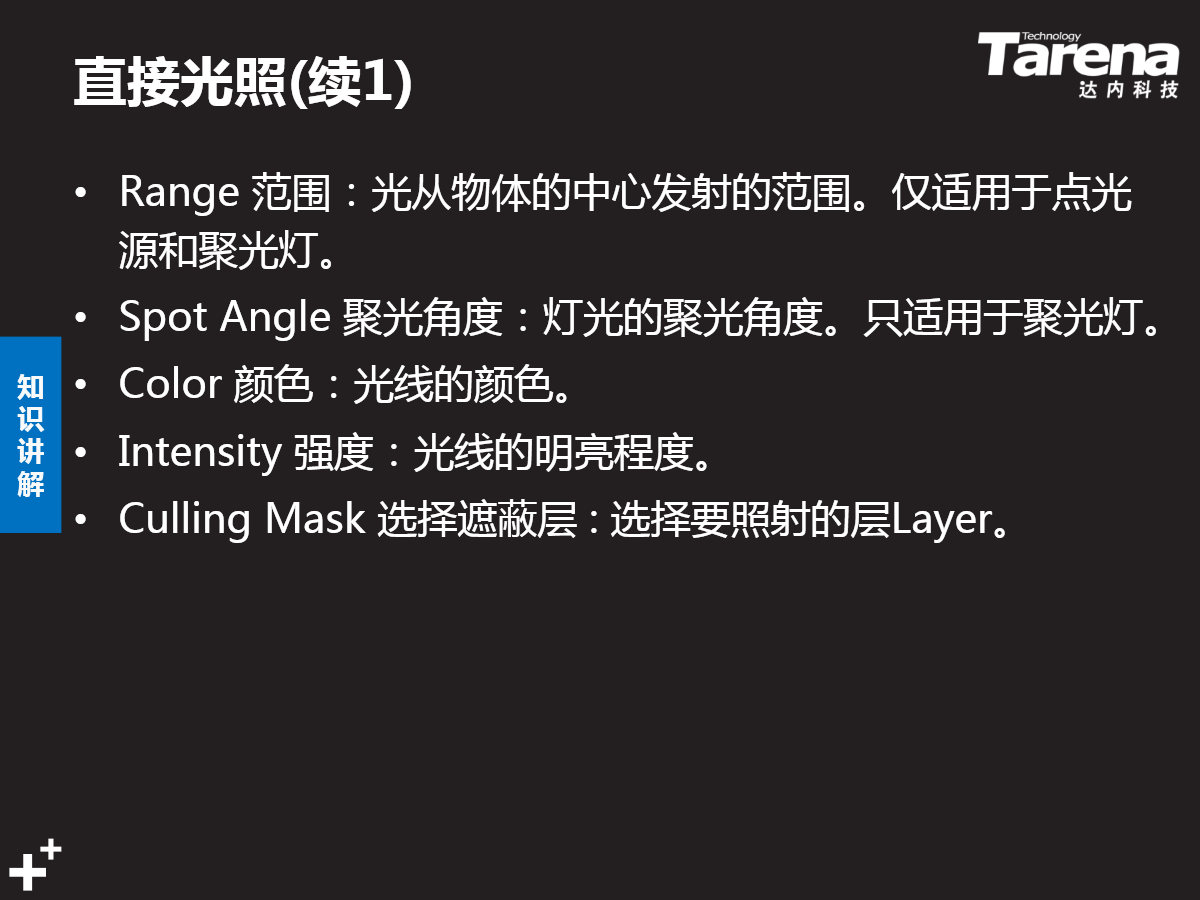 直接光照(续1)
Technology
Tarena
达内科技
• Range 范围：光从物体的中心发射的范围。仅适用于点光
源和聚光灯。
• Spot Angle 聚光角度：灯光的聚光角度。只适用于聚光灯。
• Color 颜色：光线的颜色。
• Intensity 强度：光线的明亮程度。
• Culling Mask 选择遮蔽层 : 选择要照射的层Layer。
知
识
讲
解